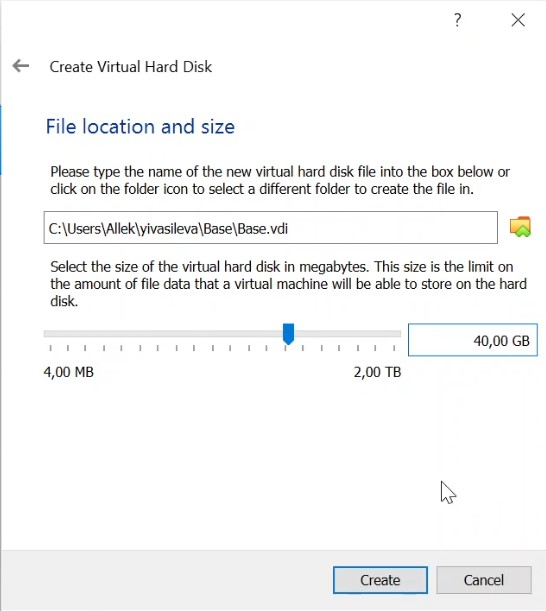 ?
Create Virtual Hard Disk
File location and size
Please type the name of the new virtual hard disk file into the box below or
click on the folder icon to select a different folder to create the file in.
C:\Users\Allek\yivasileva\Base\Base.vdi
Select the size of the virtual hard disk in megabytes. This size is the limit on
the amount of file data that a virtual machine will be able to store on the hard
disk.
40,00 GB
4,00 MB 2,00 TB
Create Cancel